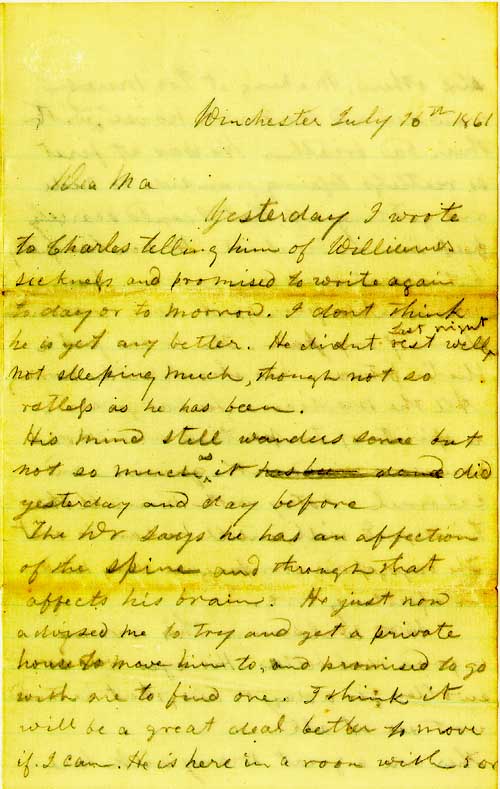 Winchester July 16th 1861
Dea Ma
Yesterday I wrote
to Charles telling him of Williams
sickness and promised to write again
to day or to morrow. I dont think
he is yet any better. He didnt rest well last night
not sleeping much, though not so
restless as he has been.
His mind still wanders some but
not so much as it has been done did
yesterday and day before
The Dr says he has an affection
of the spine and through that
affects his brain. He just now
advised me to try and get a private
house to move him to, and promised to go
with me to find one. I think it
will be a great deal better to move
if I can. He is here in a room with 5 or